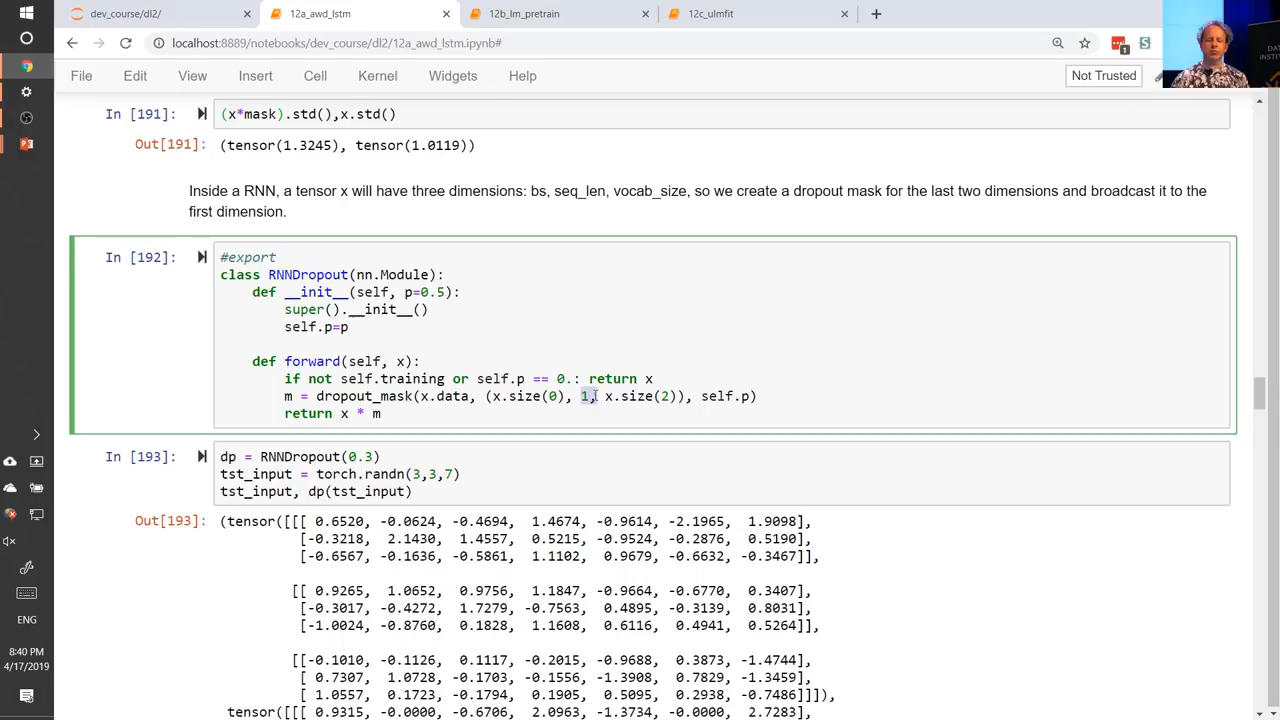 dev_course/dl2/
12a_awd_lstm
12b_lm_pretrain
12c_ulmfit
localhost:8889/notebooks/dev_course/dl2/12a_awd_lstm.ipynb#
File Edit View Insert Cell Kernel Widgets Help
Not Trusted
In [191]: (x*mask).std(),x.std()
Out[191]: (tensor(1.3245), tensor(1.0119))
Inside a RNN, a tensor x will have three dimensions: bs, seq_len, vocab_size, so we create a dropout mask for the last two dimensions and broadcast it to the
first dimension.
In [192]: #export
class RNNDropout(nn.Module):
    def __init__(self, p=0.5):
        super().__init__()
        self.p=p
    def forward(self, x):
        if not self.training or self.p == 0.: return x
        m = dropout_mask(x.data, (x.size(0), 1, x.size(2)), self.p)
        return x * m
In [193]: dp = RNNDropout(0.3)
tst_input = torch.randn(3,3,7)
tst_input, dp(tst_input)
Out[193]: (tensor([[[ 0.6520, -0.0624, -0.4694,  1.4674, -0.9614, -2.1965,  1.9098],
[-0.3218,  2.1430,  1.4557,  0.5215, -0.9524, -0.2876,  0.5190],
[-0.6567, -0.1636, -0.5861,  1.1102,  0.9679, -0.6632, -0.3467]],
[[ 0.9265,  1.0652,  0.9756,  1.1847, -0.9664, -0.6770,  0.3407],
[-0.3017, -0.4272,  1.7279, -0.7563,  0.4895, -0.3139,  0.8031],
[-1.0024, -0.8760,  0.1828,  1.1608,  0.6116,  0.4941,  0.5264]],
[[-0.1010, -0.1126,  0.1117, -0.2015, -0.9688,  0.3873, -1.4744],
[ 0.7307,  1.0728, -0.1703, -0.1556, -1.3908,  0.7829, -1.3459],
[ 1.0557,  0.1723, -0.1794,  0.1905,  0.5095,  0.2938, -0.7486]]]),
tensor([[[ 0.9315, -0.0000, -0.6706,  2.0963, -1.3734, -0.0000,  2.7283],
ENG
8:40 PM
4/17/2019